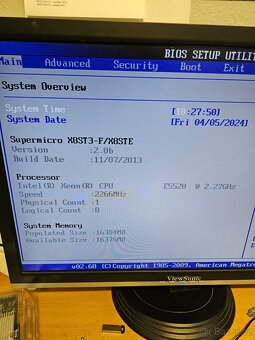 BIOS SETUP UTILIT
Main Advanced Security Boot Exit
System Overview
System Time [19:27:50]
System Date [Fri 04/05/2024]
Supermicro X8ST3-F/X8STE
Version :2.0b
Build Date :11/07/2013
Processor
Intel(R) Xeon(R) CPU E5520 @ 2.27GHz
Speed :2266MHz
Physical Count :1
Logical Count :8
System Memory
Populated Size :16384MB
Available Size :16376MB
v02.68 (C)Copyright 1985-2009, American Megatre
ViewSonic